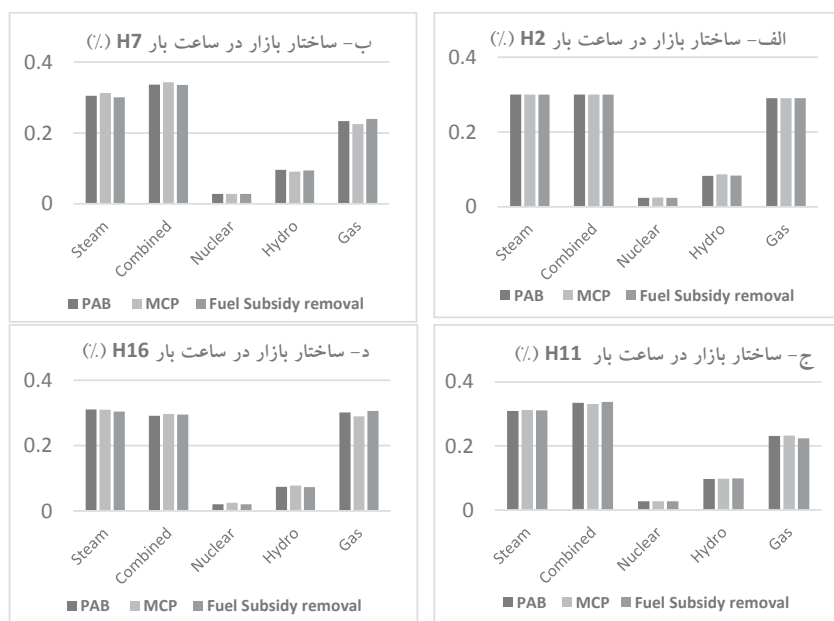 الف- ساختار بازار در ساعت بار H2 (٪)
0.4
0.2
0
Steam
Combined
Nuclear
Hydro
Gas
PAB MCP Fuel Subsidy removal
ب- ساختار بازار در ساعت بار H7 (٪)
0.4
0.2
0
Steam
Combined
Nuclear
Hydro
Gas
PAB MCP Fuel Subsidy removal
ج- ساختار بازار در ساعت بار H11 (٪)
0.4
0.2
0
Steam
Combined
Nuclear
Hydro
Gas
PAB MCP Fuel Subsidy removal
د- ساختار بازار در ساعت بار H16 (٪)
0.4
0.2
0
Steam
Combined
Nuclear
Hydro
Gas
PAB MCP Fuel Subsidy removal